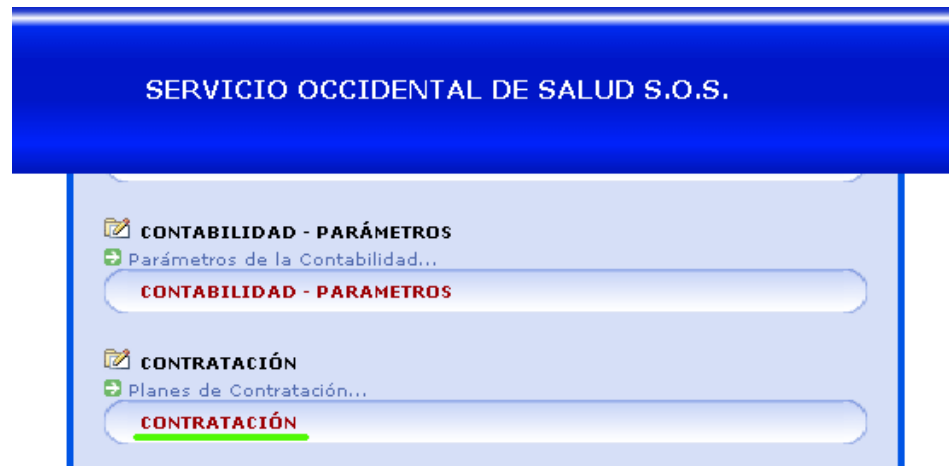 SERVICIO OCCIDENTAL DE SALUD S.O.S.
CONTABILIDAD - PARÁMETROS
Parámetros de la Contabilidad...
CONTABILIDAD - PARAMETROS
CONTRATACIÓN
Planes de Contratación...
CONTRATACIÓN